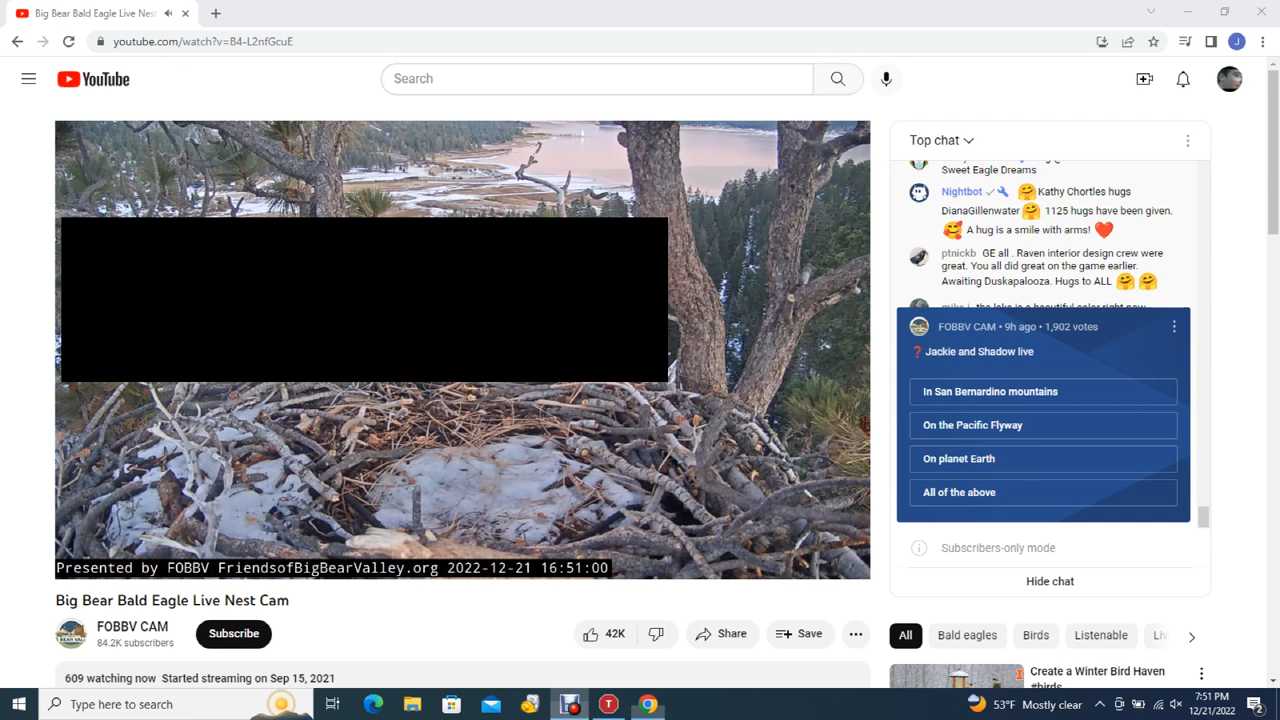 Big Bear Bald Eagle Live Nest
youtube.com/watch?v=B4-L2nfGcuE
J
YouTube
Search
Presented by FOBBV FriendsofBigBearValley.org 2022-12-21 16:51:00
Top chat
Sweet Eagle Dreams
Nightbot Kathy Chortles hugs
DianaGillenwater 1125 hugs have been given.
A hug is a smile with arms!
ptnickb GE all . Raven interior design crew were
great. You all did great on the game earlier.
Awaiting Duskapalooza. Hugs to ALL
FOBBV CAM • 9h ago • 1,902 votes
❓Jackie and Shadow live
In San Bernardino mountains
On the Pacific Flyway
On planet Earth
All of the above
Subscribers-only mode
Hide chat
Big Bear Bald Eagle Live Nest Cam
FOBBV CAM
84.2K subscribers
Subscribe
42K
Share
Save
609 watching now Started streaming on Sep 15, 2021
All
Bald eagles
Birds
Listenable
Create a Winter Bird Haven
#birds
Type here to search
53°F Mostly clear
7:51 PM
12/21/2022
2